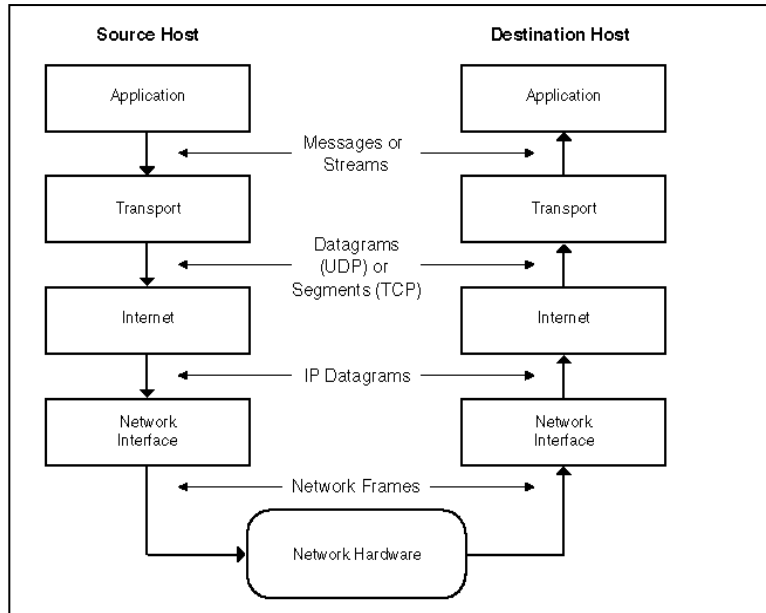 Source Host
Destination Host
Application
Application
Messages or
Streams
Transport
Transport
Datagrams
(UDP) or
Segments (TCP)
Internet
Internet
IP Datagrams
Network
Interface
Network
Interface
Network Frames
Network Hardware